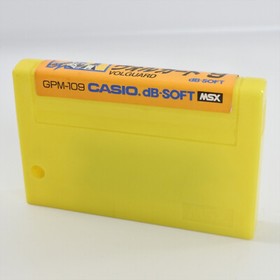 dB-SOFT
VOLGUARD
GPM-109 CASIO. dB-SOFT MSX